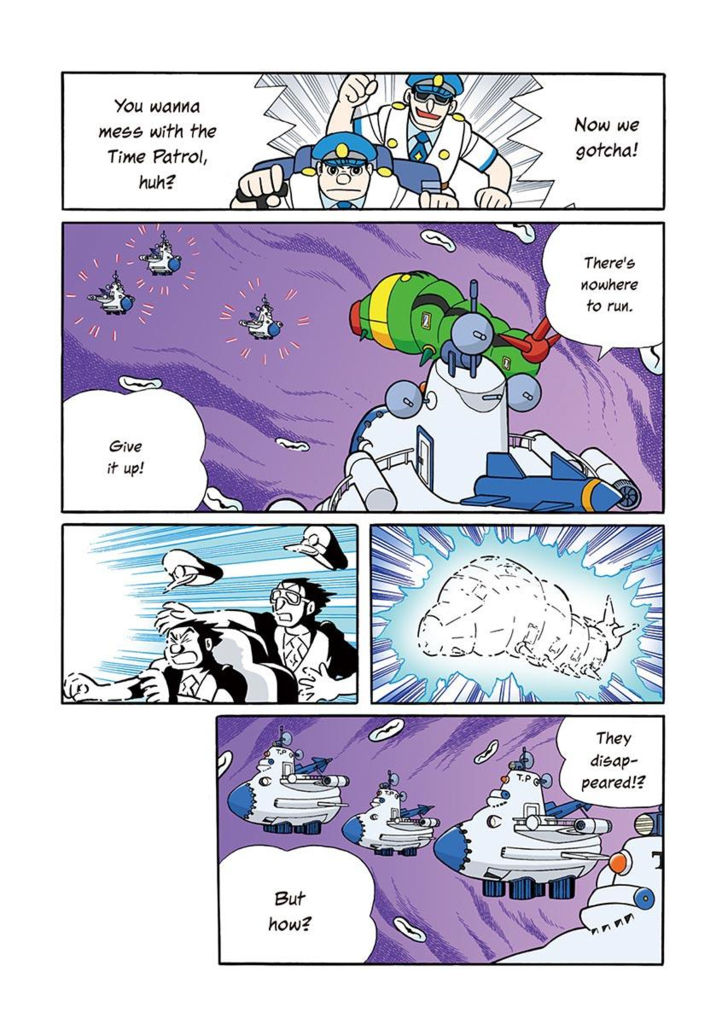 You wanna
mess with the
Time Patrol,
huh?
Now we
gotcha!
There's
nowhere
to run.
Give
it up!
They
disap-
peared!?
T.P
T.P
T.P
T
But
how?